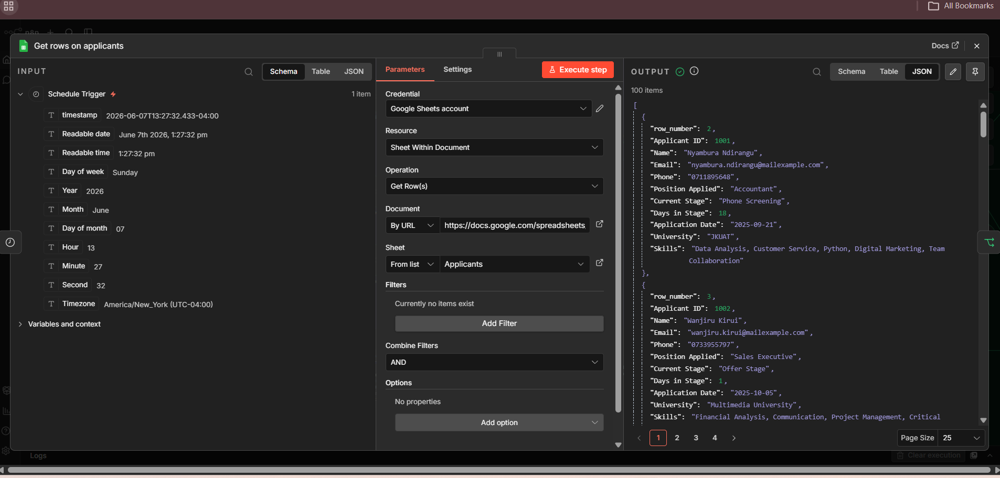 All Bookmarks
n8n
Get rows on applicants
Docs
INPUT
Schema
Table
JSON
Schedule Trigger
1 item
timestamp
2026-06-07T13:27:32.433-04:00
Readable date
June 7th 2026, 1:27:32 pm
Readable time
1:27:32 pm
Day of week
Sunday
Year
2026
Month
June
Day of month
07
Hour
13
Minute
27
Second
32
Timezone
America/New_York (UTC-04:00)
Variables and context
Parameters
Settings
Execute step
Credential
Google Sheets account
Resource
Sheet Within Document
Operation
Get Row(s)
Document
By URL
https://docs.google.com/spreadsheets
Sheet
From list
Applicants
Filters
Currently no items exist
Add Filter
Combine Filters
AND
Options
No properties
Add option
OUTPUT
Schema
Table
JSON
100 items
[
{
"row_number": 2,
"Applicant ID": 1001,
"Name": "Nyambura Ndirangu",
"Email": "nyambura.ndirangu@mailexample.com",
"Phone": "0711895648",
"Position Applied": "Accountant",
"Current Stage": "Phone Screening",
"Days in Stage": 18,
"Application Date": "2025-09-21",
"University": "JKUAT",
"Skills": "Data Analysis, Customer Service, Python, Digital Marketing, Team
Collaboration"
},
{
"row_number": 3,
"Applicant ID": 1002,
"Name": "Wanjiru Kirui",
"Email": "wanjiru.kirui@mailexample.com",
"Phone": "0733955797",
"Position Applied": "Sales Executive",
"Current Stage": "Offer Stage",
"Days in Stage": 1,
"Application Date": "2025-10-05",
"University": "Multimedia University",
"Skills": "Financial Analysis, Communication, Project Management, Critical
1
2
3
4
Page Size
25
Logs
Clear execution